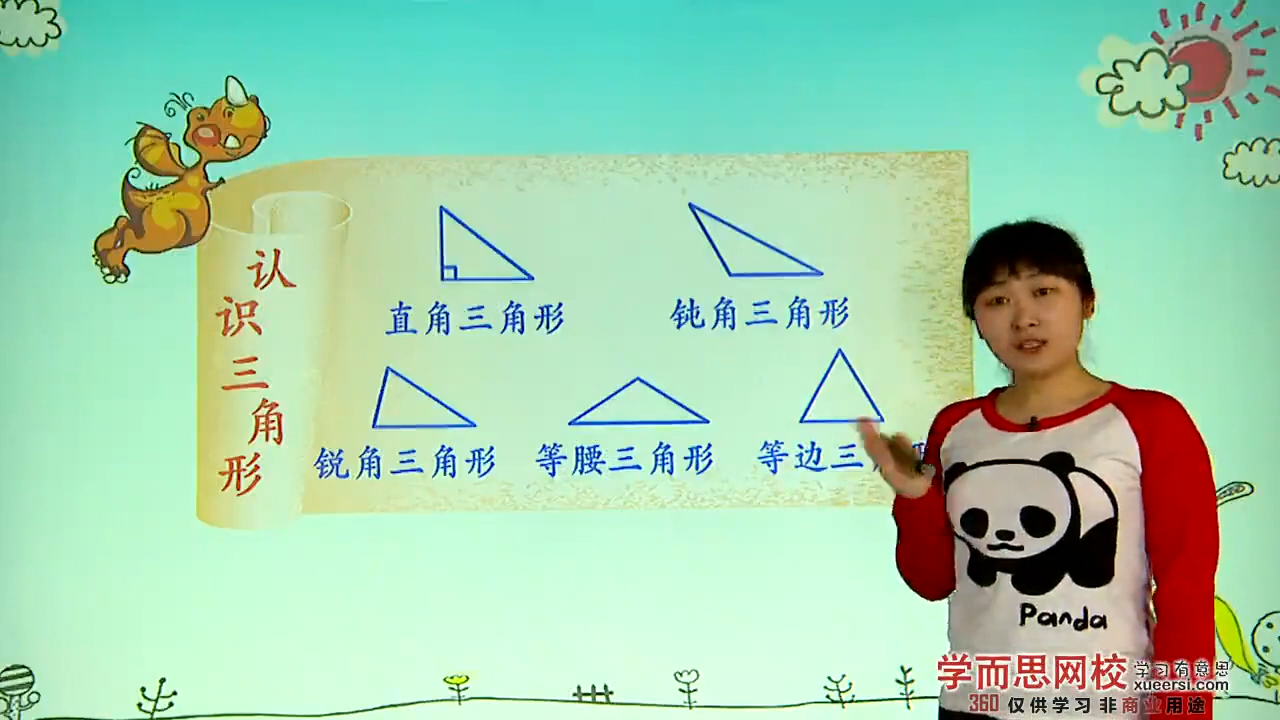 认识三角形
直角三角形
钝角三角形
锐角三角形
等腰三角形
等边三角形
Panda
学而思网校
学习有意思
xueersi.com
360 仅供学习 非商业用途